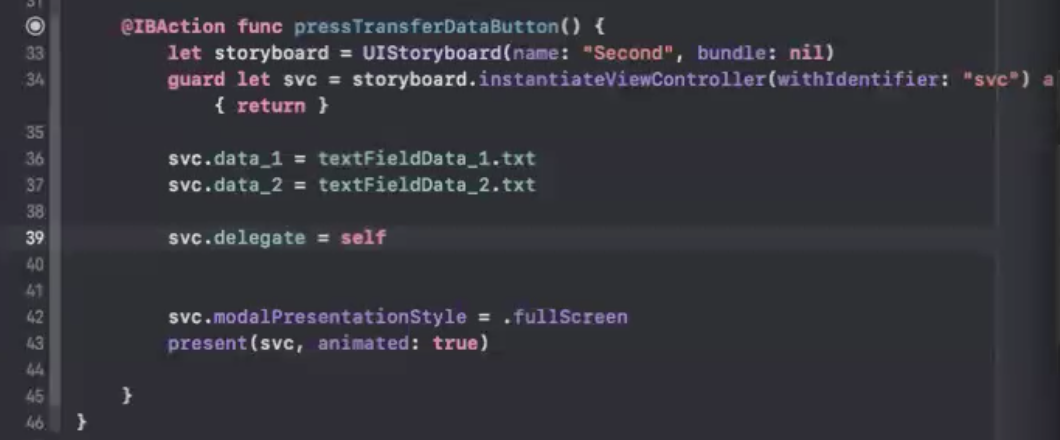 31
@IBAction func pressTransferDataButton() {
33 let storyboard = UIStoryboard(name: "Second", bundle: nil)
34 guard let svc = storyboard.instantiateViewController(withIdentifier: "svc") a
{ return }
35
36 svc.data_1 = textFieldData_1.txt
37 svc.data_2 = textFieldData_2.txt
38
39 svc.delegate = self
40
41
42 svc.modalPresentationStyle = .fullScreen
43 present(svc, animated: true)
44
45 }
46 }